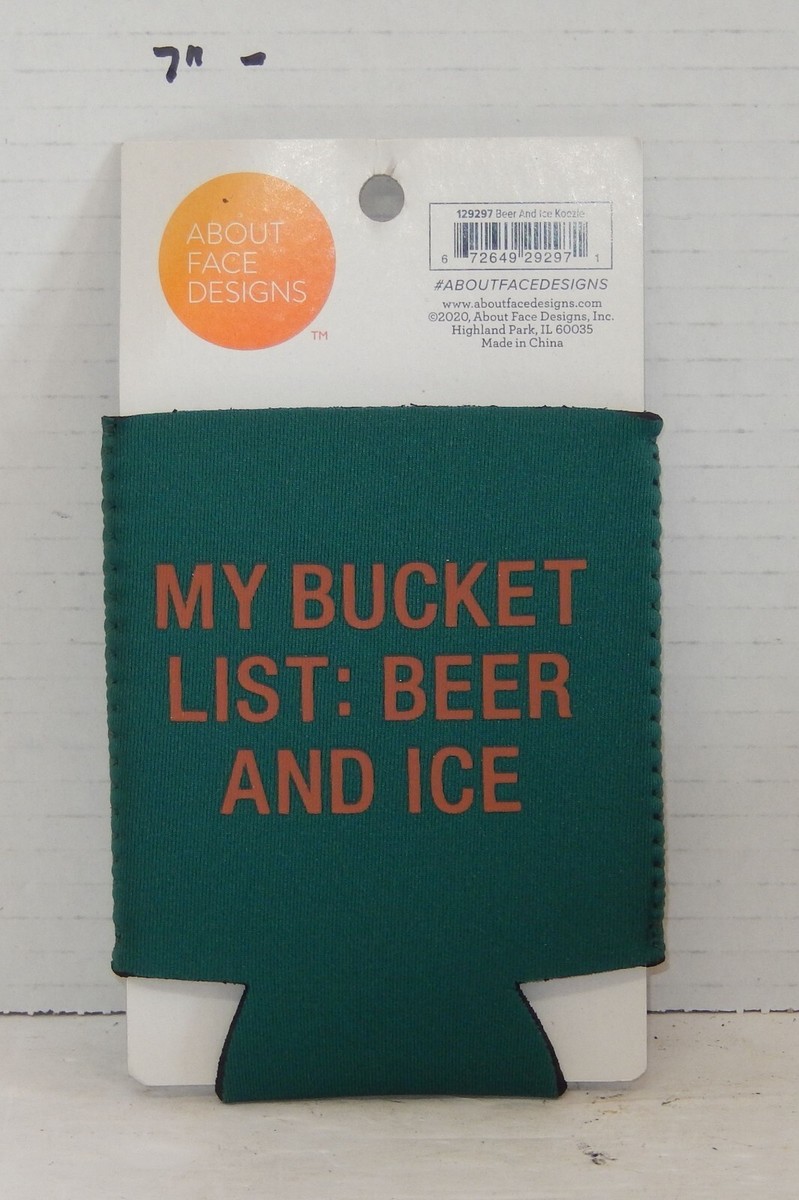 7" -
ABOUT
FACE
DESIGNS
TM
129297 Beer And Ice Koozie
6 72649 29297 1
#ABOUTFACEDESIGNS
www.aboutfacedesigns.com
©2020, About Face Designs, Inc.
Highland Park, IL 60035
Made in China
MY BUCKET
LIST: BEER
AND ICE